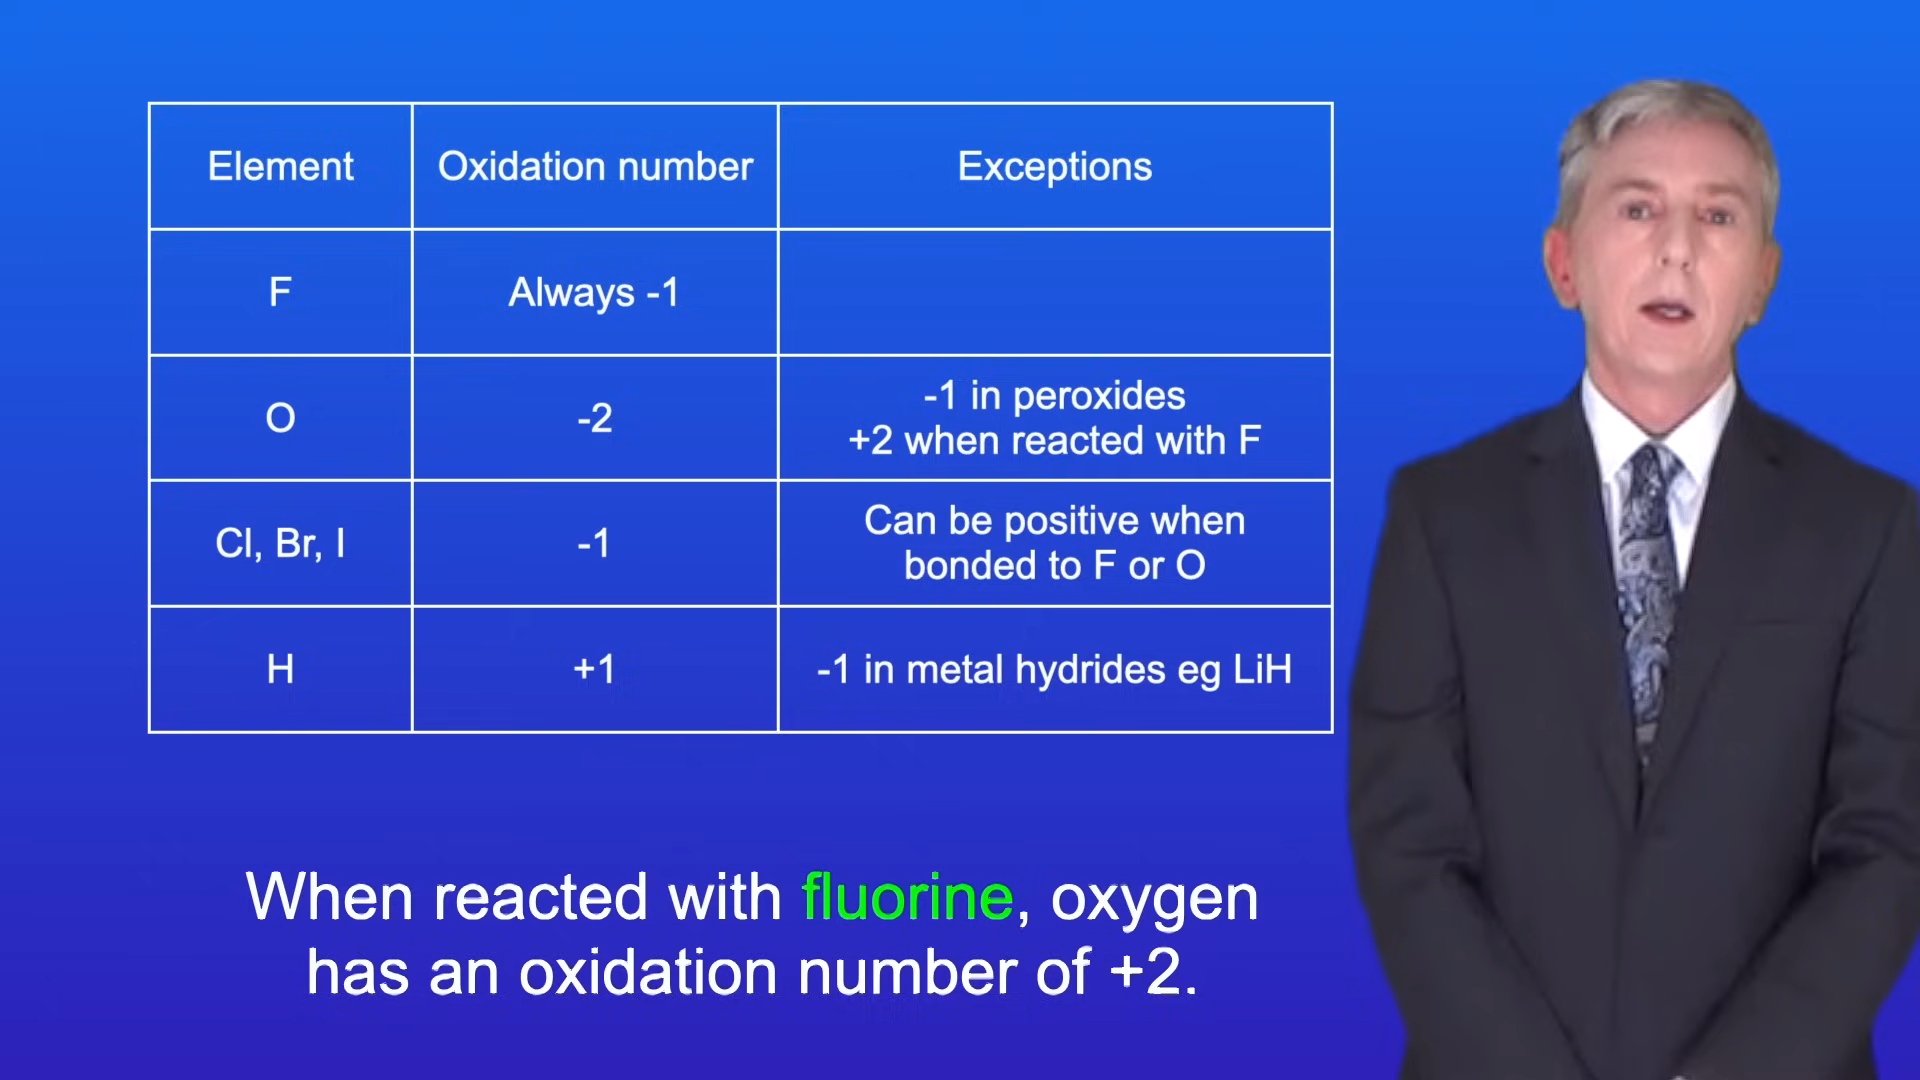 Element Oxidation number Exceptions
F Always -1
O -2 -1 in peroxides
+2 when reacted with F
Cl, Br, I -1 Can be positive when
bonded to F or O
H +1 -1 in metal hydrides eg LiH
When reacted with fluorine, oxygen
has an oxidation number of +2.